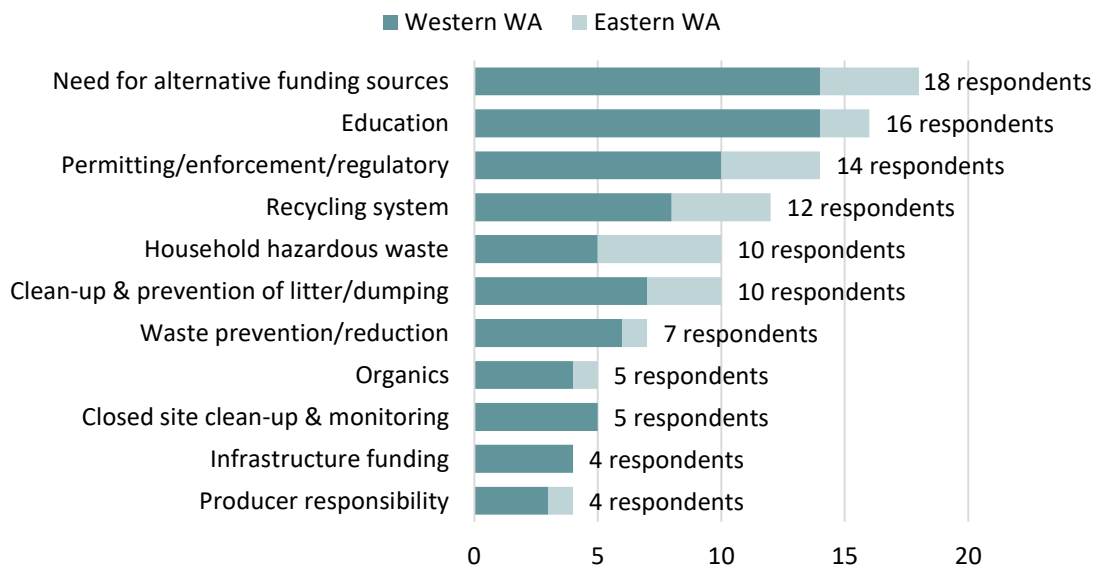 Western WA Eastern WA
Need for alternative funding sources 18 respondents
Education 16 respondents
Permitting/enforcement/regulatory 14 respondents
Recycling system 12 respondents
Household hazardous waste 10 respondents
Clean-up & prevention of litter/dumping 10 respondents
Waste prevention/reduction 7 respondents
Organics 5 respondents
Closed site clean-up & monitoring 5 respondents
Infrastructure funding 4 respondents
Producer responsibility 4 respondents
0 5 10 15 20